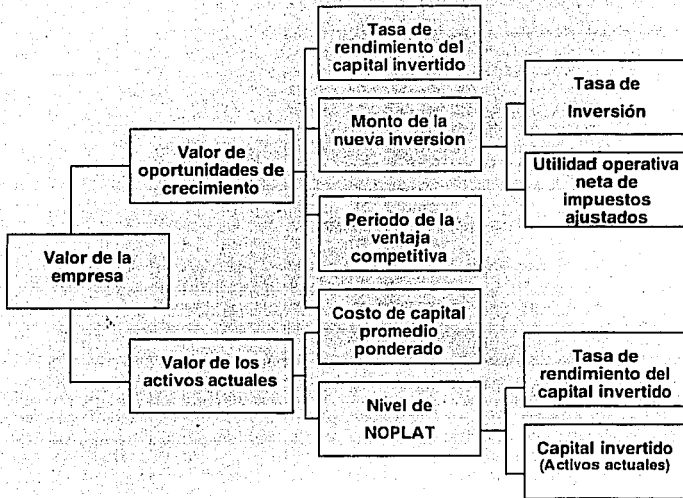 Valor de la
empresa
Valor de
oportunidades de
crecimiento
Valor de los
activos actuales
Tasa de
rendimiento del
capital invertido
Monto de la
nueva inversion
Periodo de la
ventaja
competitiva
Costo de capital
promedio
ponderado
Nivel de
NOPLAT
Tasa de
Inversión
Utilidad operativa
neta de
impuestos
ajustados
Tasa de
rendimiento del
capital invertido
Capital invertido
(Activos actuales)